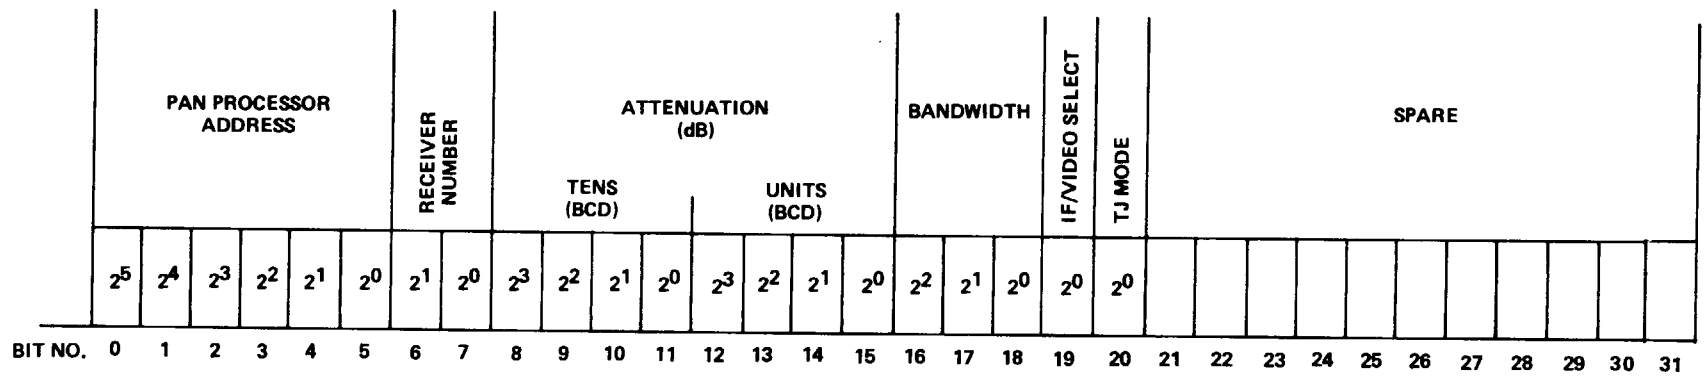 PAN PROCESSOR
ADDRESS
RECEIVER
NUMBER
ATTENUATION
(dB)
TENS
(BCD)
UNITS
(BCD)
BANDWIDTH
IF/VIDEO SELECT
TJ MODE
SPARE
2⁵ 2⁴ 2³ 2² 2¹ 2⁰ 2¹ 2⁰ 2³ 2² 2¹ 2⁰ 2³ 2² 2¹ 2⁰ 2² 2¹ 2⁰ 2⁰ 2⁰
BIT NO. 0 1 2 3 4 5 6 7 8 9 10 11 12 13 14 15 16 17 18 19 20 21 22 23 24 25 26 27 28 29 30 31